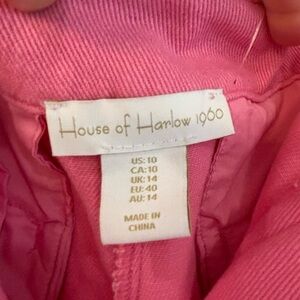 House of Harlow 1960
US: 10
CA: 10
UK: 14
EU: 40
AU: 14
MADE IN
CHINA